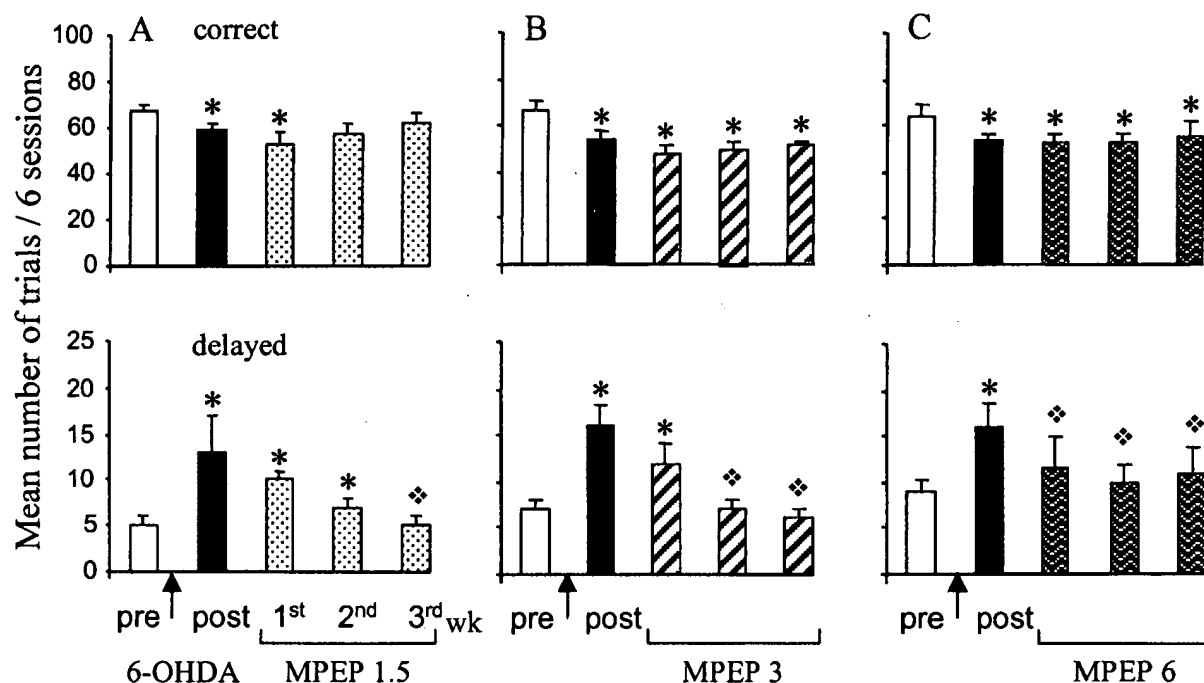 A correct
B
C
Mean number of trials / 6 sessions
100
80
60
40
20
0
* *
* * * *
* * * *
delayed
25
20
15
10
5
0
* * * ❖
* * ❖ ❖
* ❖ ❖ ❖
pre post 1st 2nd 3rd wk
pre post
pre post
6-OHDA MPEP 1.5
MPEP 3
MPEP 6